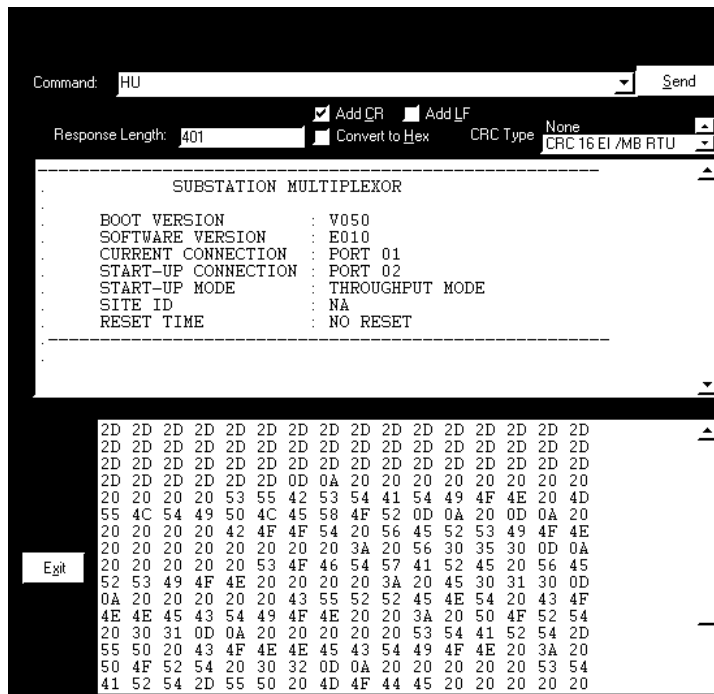 Command: HU Send
Add CR Add LF
Response Length: 401 Convert to Hex CRC Type None
CRC 16 EI /MB RTU
------------------------------------------------------
. SUBSTATION MULTIPLEXOR
.
. BOOT VERSION : V050
. SOFTWARE VERSION : E010
. CURRENT CONNECTION : PORT 01
. START-UP CONNECTION : PORT 02
. START-UP MODE : THROUGHPUT MODE
. SITE ID : NA
. RESET TIME : NO RESET
.------------------------------------------------------
.
2D 2D 2D 2D 2D 2D 2D 2D 2D 2D 2D 2D 2D 2D 2D 2D
2D 2D 2D 2D 2D 2D 2D 2D 2D 2D 2D 2D 2D 2D 2D 2D
2D 2D 2D 2D 2D 2D 2D 2D 2D 2D 2D 2D 2D 2D 2D 2D
2D 2D 2D 2D 2D 2D 0D 0A 20 20 20 20 20 20 20 20
20 20 20 20 53 55 42 53 54 41 54 49 4F 4E 20 4D
55 4C 54 49 50 4C 45 58 4F 52 0D 0A 20 0D 0A 20
20 20 20 20 42 4F 4F 54 20 56 45 52 53 49 4F 4E
20 20 20 20 20 20 20 20 3A 20 56 30 35 30 0D 0A
20 20 20 20 20 53 4F 46 54 57 41 52 45 20 56 45
52 53 49 4F 4E 20 20 20 20 3A 20 45 30 31 30 0D
0A 20 20 20 20 20 43 55 52 52 45 4E 54 20 43 4F
4E 4E 45 43 54 49 4F 4E 20 20 3A 20 50 4F 52 54
20 30 31 0D 0A 20 20 20 20 20 53 54 41 52 54 2D
55 50 20 43 4F 4E 4E 45 43 54 49 4F 4E 20 3A 20
50 4F 52 54 20 30 32 0D 0A 20 20 20 20 20 53 54
41 52 54 2D 55 50 20 4D 4F 44 45 20 20 20 20 20
Exit